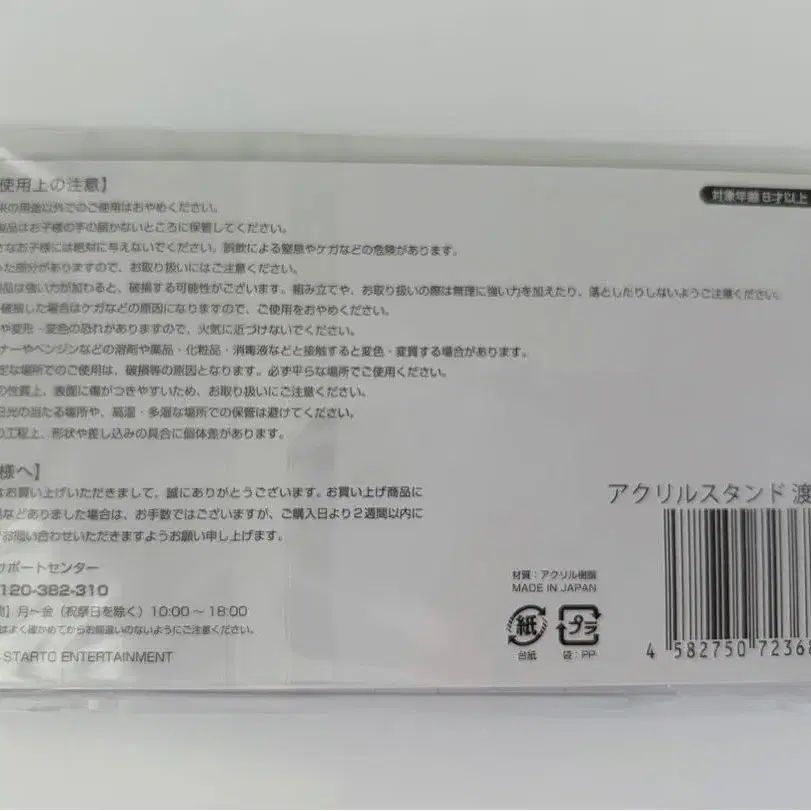 使用上の注意】
対象年齢6才以上
来の用途以外でのご使用はおやめください。
製品はお子様の手の届かないところに保管してください。
さなお子様には絶対に与えないでください。誤飲による窒息やケガなどの危険があります。
った部分がありますので、お取り扱いにはご注意ください。
品は強い力が加わると、破損する可能性がございます。組み立てや、お取り扱いの際は無理に強い力を加えたり、落としたりしないようご注意ください。
破損した場合はケガなどの原因になりますので、ご使用をおやめください。
や変形・変色の恐れがありますので、火気に近づけないでください。
ナーやベンジンなどの溶剤や薬品・化粧品・消毒液などと接触すると変色・変質する場合があります。
定な場所でのご使用は、破損等の原因となります。必ず平らな場所でご使用ください。
の性質上、表面に傷がつきやすいため、お取り扱いにご注意ください。
日光の当たる場所や、高温・多湿な場所での保管は避けてください。
の工程上、形状や差し込みの具合に個体差があります。
様へ】
はお買い上げいただきまして、誠にありがとうございます。お買い上げ商品に
などありました場合は、お手数ではございますが、ご購入日より2週間以内に
お問い合わせいただきますようお願い申し上げます。
サポートセンター
120-382-310
間】月~金(祝祭日を除く)10:00~18:00
はよく確かめてからお間違いのないようにご注意ください。
STARTO ENTERTAINMENT
アクリルスタンド 渡
材質:アクリル樹脂
MADE IN JAPAN
紙
プラ
台紙
袋:PP
4 582750 72368